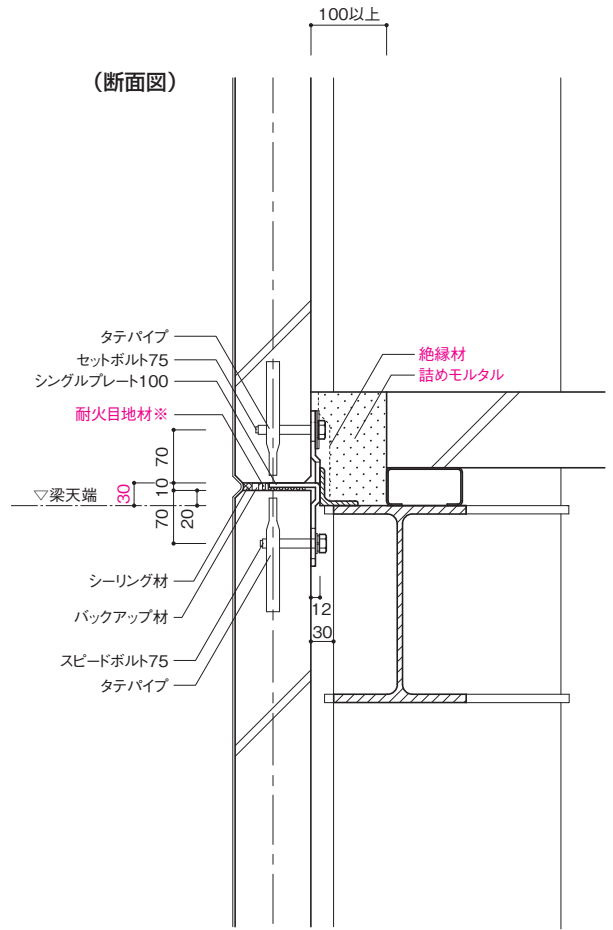 100以上
(断面図)
タテパイプ
セットボルト75
シングルプレート100
耐火目地材※
絶縁材
詰めモルタル
70
10
30
▽梁天端
70
20
シーリング材
バックアップ材
12
30
スピードボルト75
タテパイプ